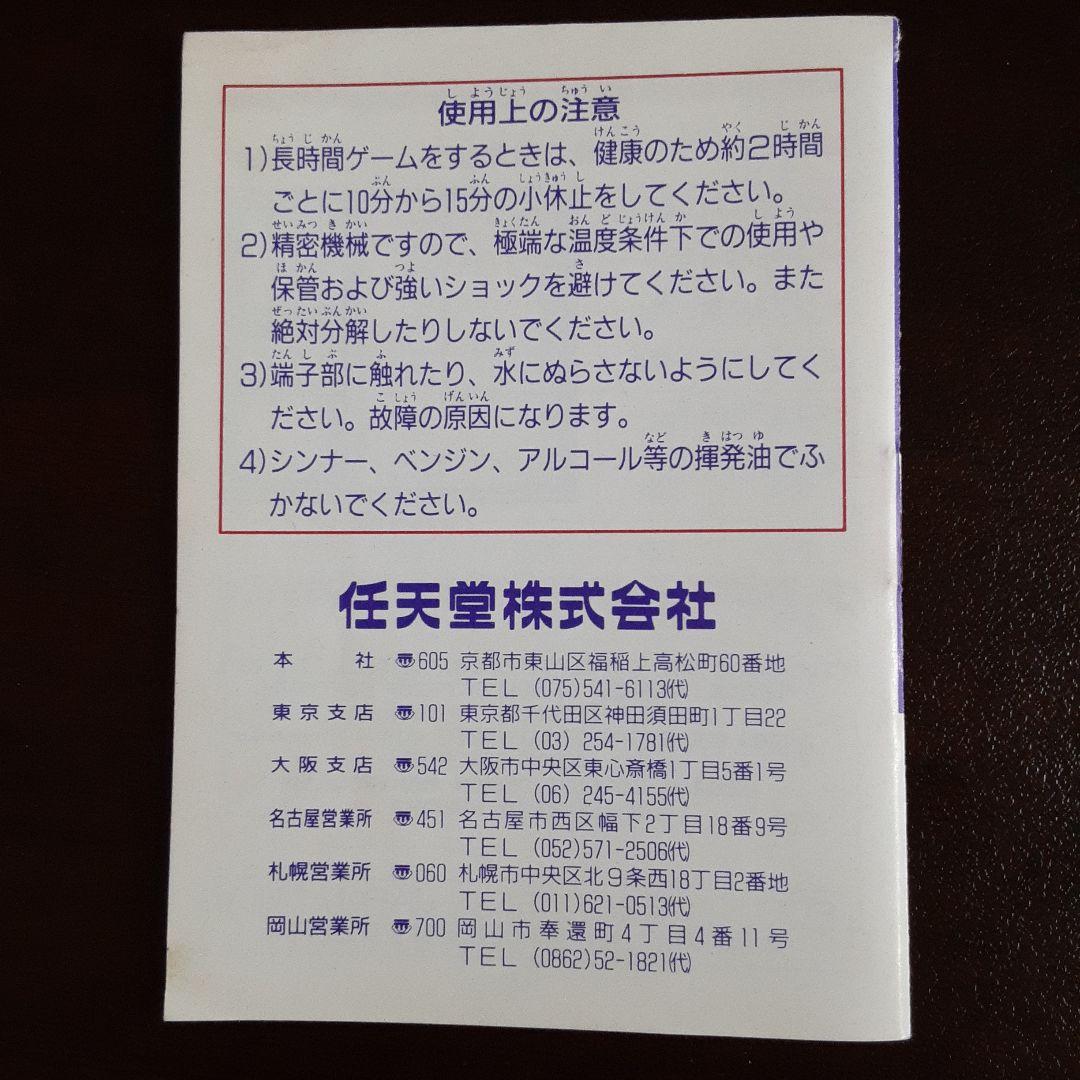 使用上の注意
1)長時間ゲームをするときは、健康のため約2時間
ごとに10分から15分の小休止をしてください。
2)精密機械ですので、極端な温度条件下での使用や
保管および強いショックを避けてください。また
絶対分解したりしないでください。
3)端子部に触れたり、水にぬらさないようにしてく
ださい。故障の原因になります。
4)シンナー、ベンジン、アルコール等の揮発油でふ
かないでください。
任天堂株式会社
本社 〠605 京都市東山区福稲上高松町60番地
TEL (075)541-6113(代)
東京支店 〠101 東京都千代田区神田須田町1丁目22
TEL (03) 254-1781(代)
大阪支店 〠542 大阪市中央区東心斎橋1丁目5番1号
TEL (06) 245-4155(代)
名古屋営業所 〠451 名古屋市西区幅下2丁目18番9号
TEL (052)571-2506(代)
札幌営業所 〠060 札幌市中央区北9条西18丁目2番地
TEL (011)621-0513(代)
岡山営業所 〠700 岡山市奉還町4丁目4番11号
TEL (0862)52-1821(代)